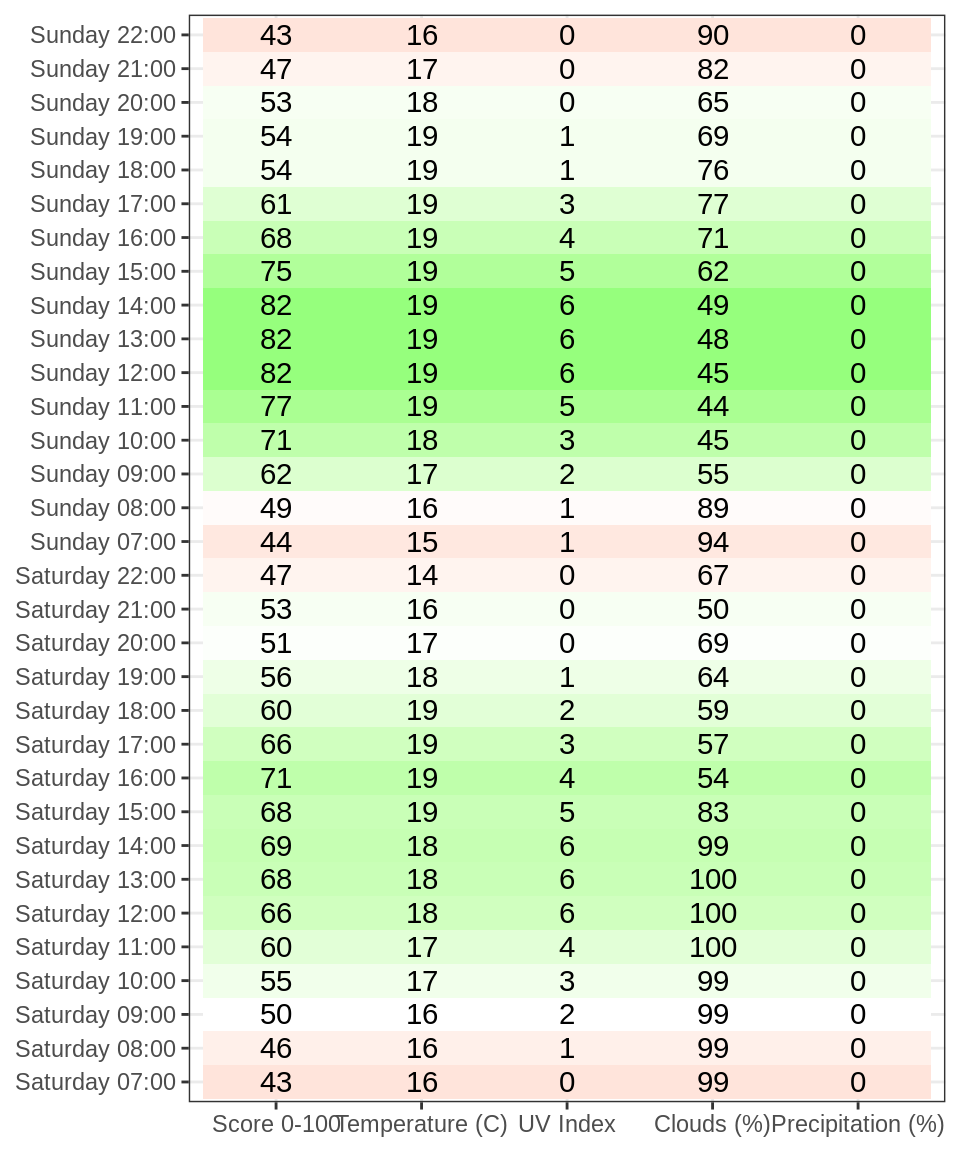 Sunday 22:00 43 16 0 90 0
Sunday 21:00 47 17 0 82 0
Sunday 20:00 53 18 0 65 0
Sunday 19:00 54 19 1 69 0
Sunday 18:00 54 19 1 76 0
Sunday 17:00 61 19 3 77 0
Sunday 16:00 68 19 4 71 0
Sunday 15:00 75 19 5 62 0
Sunday 14:00 82 19 6 49 0
Sunday 13:00 82 19 6 48 0
Sunday 12:00 82 19 6 45 0
Sunday 11:00 77 19 5 44 0
Sunday 10:00 71 18 3 45 0
Sunday 09:00 62 17 2 55 0
Sunday 08:00 49 16 1 89 0
Sunday 07:00 44 15 1 94 0
Saturday 22:00 47 14 0 67 0
Saturday 21:00 53 16 0 50 0
Saturday 20:00 51 17 0 69 0
Saturday 19:00 56 18 1 64 0
Saturday 18:00 60 19 2 59 0
Saturday 17:00 66 19 3 57 0
Saturday 16:00 71 19 4 54 0
Saturday 15:00 68 19 5 83 0
Saturday 14:00 69 18 6 99 0
Saturday 13:00 68 18 6 100 0
Saturday 12:00 66 18 6 100 0
Saturday 11:00 60 17 4 100 0
Saturday 10:00 55 17 3 99 0
Saturday 09:00 50 16 2 99 0
Saturday 08:00 46 16 1 99 0
Saturday 07:00 43 16 0 99 0
Score 0-100 Temperature (C) UV Index Clouds (%) Precipitation (%)